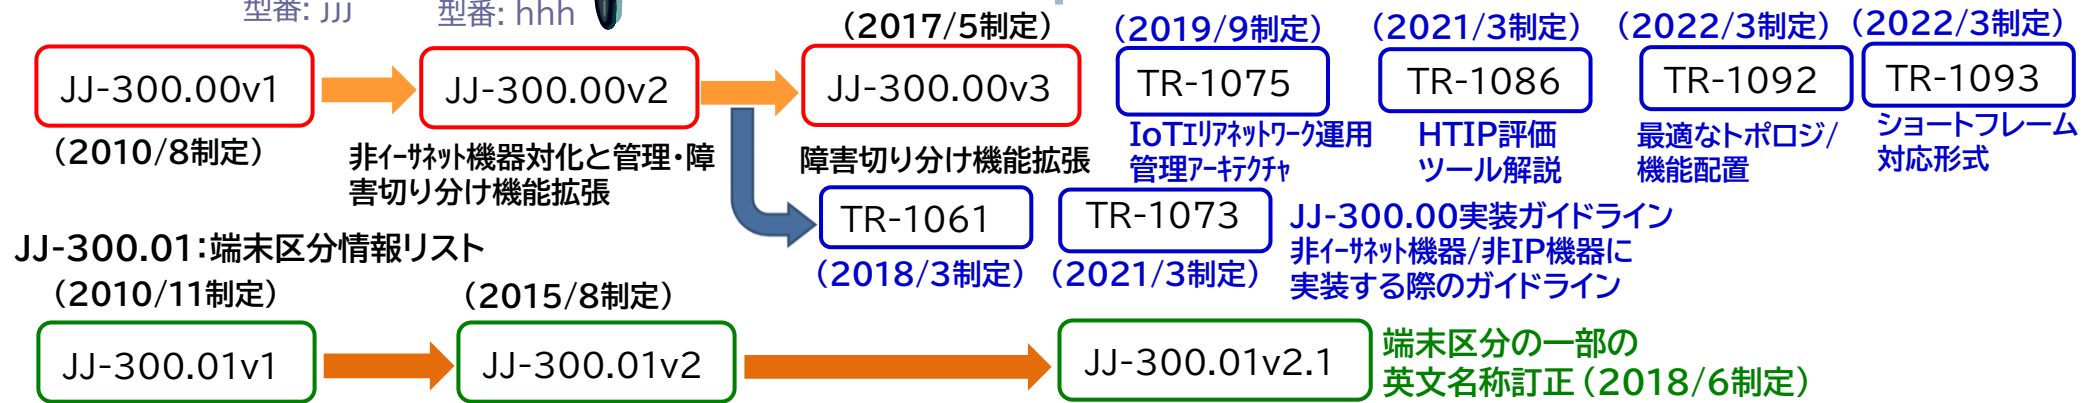 型番: jjj
型番: hhh
(2017/5制定)
(2019/9制定)
(2021/3制定)
(2022/3制定)
(2022/3制定)
JJ-300.00v1
JJ-300.00v2
JJ-300.00v3
TR-1075
TR-1086
TR-1092
TR-1093
(2010/8制定)
非ｲｰｻﾈｯﾄ機器対化と管理・障
害切り分け機能拡張
障害切り分け機能拡張
IoTｴﾘｱﾈｯﾄﾜｰｸ運用
管理ｱｰｷﾃｸﾁｬ
HTIP評価
ツール解説
最適なトポロジ/
機能配置
ショートフレーム
対応形式
TR-1061
TR-1073
JJ-300.00実装ガイドライン
非ｲｰｻﾈｯﾄ機器/非IP機器に
実装する際のガイドライン
(2018/3制定)
(2021/3制定)
JJ-300.01：端末区分情報リスト
(2010/11制定)
(2015/8制定)
JJ-300.01v1
JJ-300.01v2
JJ-300.01v2.1
端末区分の一部の
英文名称訂正(2018/6制定)